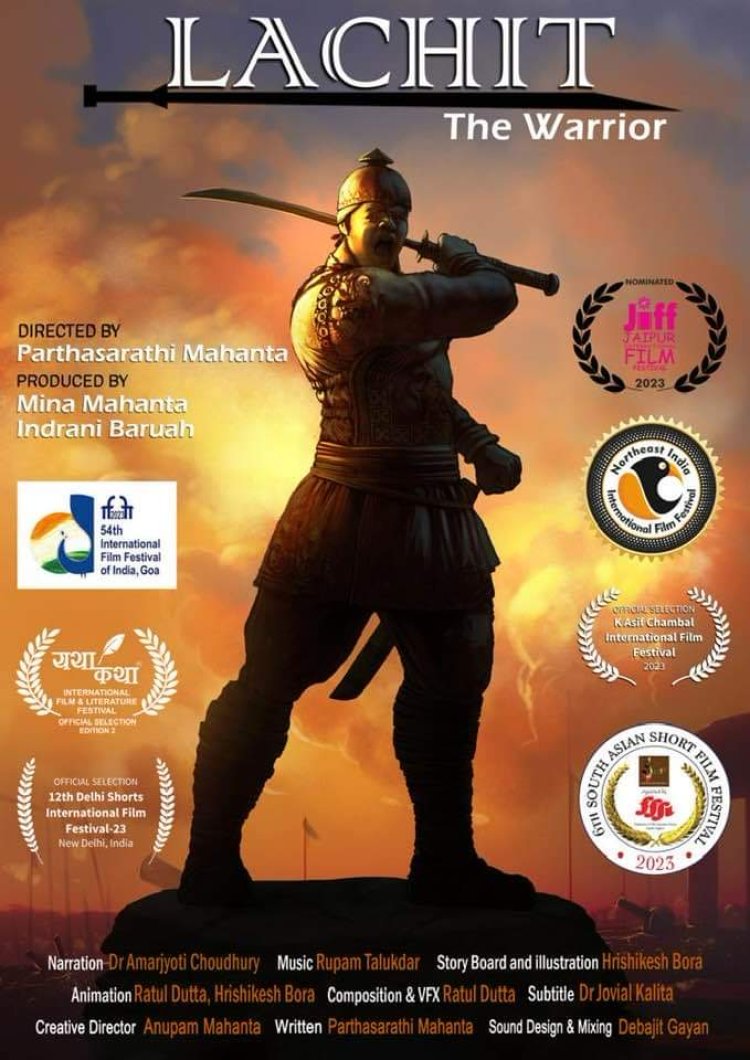 LACHIT
The Warrior
DIRECTED BY
Parthasarathi Mahanta
PRODUCED BY
Mina Mahanta
Indrani Baruah
54th
International
Film Festival
of India, Goa
यथा
कथा
INTERNATIONAL
FILM & LITERATURE
FESTIVAL
OFFICIAL SELECTION
EDITION 2
OFFICIAL SELECTION
12th Delhi Shorts
International Film
Festival-23
New Delhi, India
NOMINATED
Jiff
JAIPUR
INTERNATIONAL
FILM
FESTIVAL
2023
Northeast India
International Film Festival
OFFICIAL SELECTION
K Asif Chambal
International Film
Festival
2023
6TH SOUTH ASIAN SHORT FILM FESTIVAL
2023
Narration-Dr Amarjyoti Choudhury Music Rupam Talukdar Story Board and illustration Hrishikesh Bora
Animation Ratul Dutta, Hrishikesh Bora Composition & VFX Ratul Dutta Subtitle Dr Jovial Kalita
Creative Director Anupam Mahanta Written Parthasarathi Mahanta Sound Design & Mixing Debajit Gayan